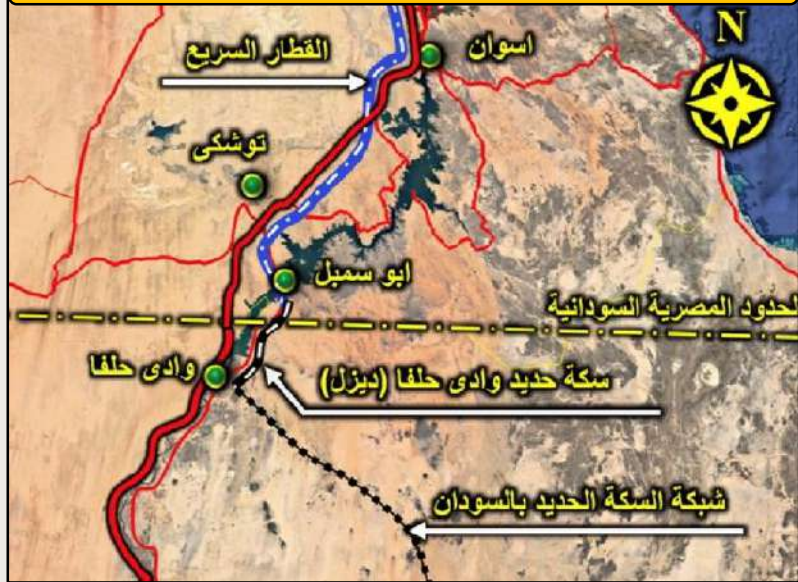 N
اسوان
القطار السريع
توشكى
ابو سمبل
الحدود المصرية السودانية
وادى حلفا
سكة حديد وادى حلفا (ديزل)
شبكة السكة الحديد بالسودان